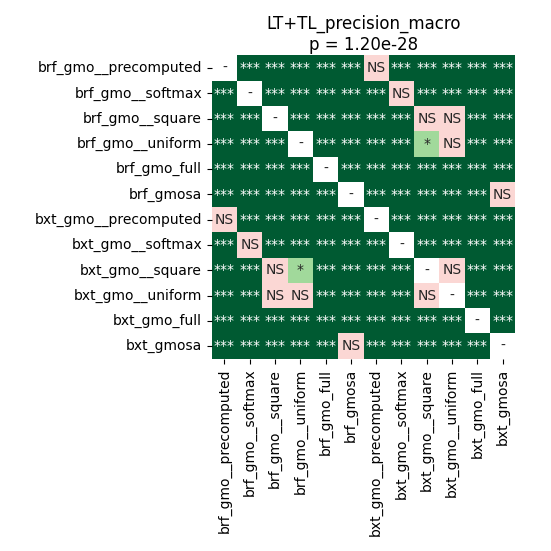 LT+TL_precision_macro
p = 1.20e-28
brf_gmo__precomputed - *** *** *** *** *** NS *** *** *** *** ***
brf_gmo__softmax *** - *** *** *** *** *** NS *** *** *** ***
brf_gmo__square *** *** - *** *** *** *** *** NS NS *** ***
brf_gmo__uniform *** *** *** - *** *** *** *** * NS *** ***
brf_gmo_full *** *** *** *** - *** *** *** *** *** *** ***
brf_gmosa *** *** *** *** *** - *** *** *** *** *** NS
bxt_gmo__precomputed NS *** *** *** *** *** - *** *** *** *** ***
bxt_gmo__softmax *** NS *** *** *** *** *** - *** *** *** ***
bxt_gmo__square *** *** NS * *** *** *** *** - NS *** ***
bxt_gmo__uniform *** *** NS NS *** *** *** *** NS - *** ***
bxt_gmo_full *** *** *** *** *** *** *** *** *** *** - ***
bxt_gmosa *** *** *** *** *** NS *** *** *** *** *** -
brf_gmo__precomputed
brf_gmo__softmax
brf_gmo__square
brf_gmo__uniform
brf_gmo_full
brf_gmosa
bxt_gmo__precomputed
bxt_gmo__softmax
bxt_gmo__square
bxt_gmo__uniform
bxt_gmo_full
bxt_gmosa